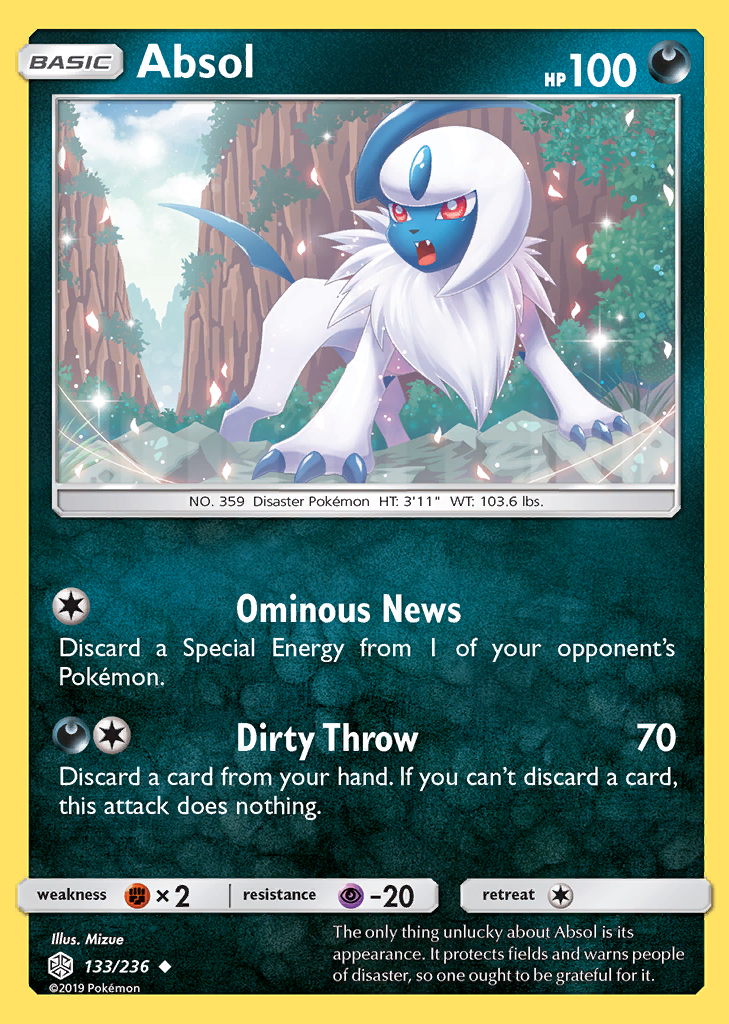 BASIC Absol HP 100
NO. 359 Disaster Pokémon HT: 3'11" WT: 103.6 lbs.
Ominous News
Discard a Special Energy from 1 of your opponent's
Pokémon.
Dirty Throw 70
Discard a card from your hand. If you can't discard a card,
this attack does nothing.
weakness ×2 resistance -20 retreat
Illus. Mizue
133/236
©2019 Pokémon
The only thing unlucky about Absol is its
appearance. It protects fields and warns people
of disaster, so one ought to be grateful for it.